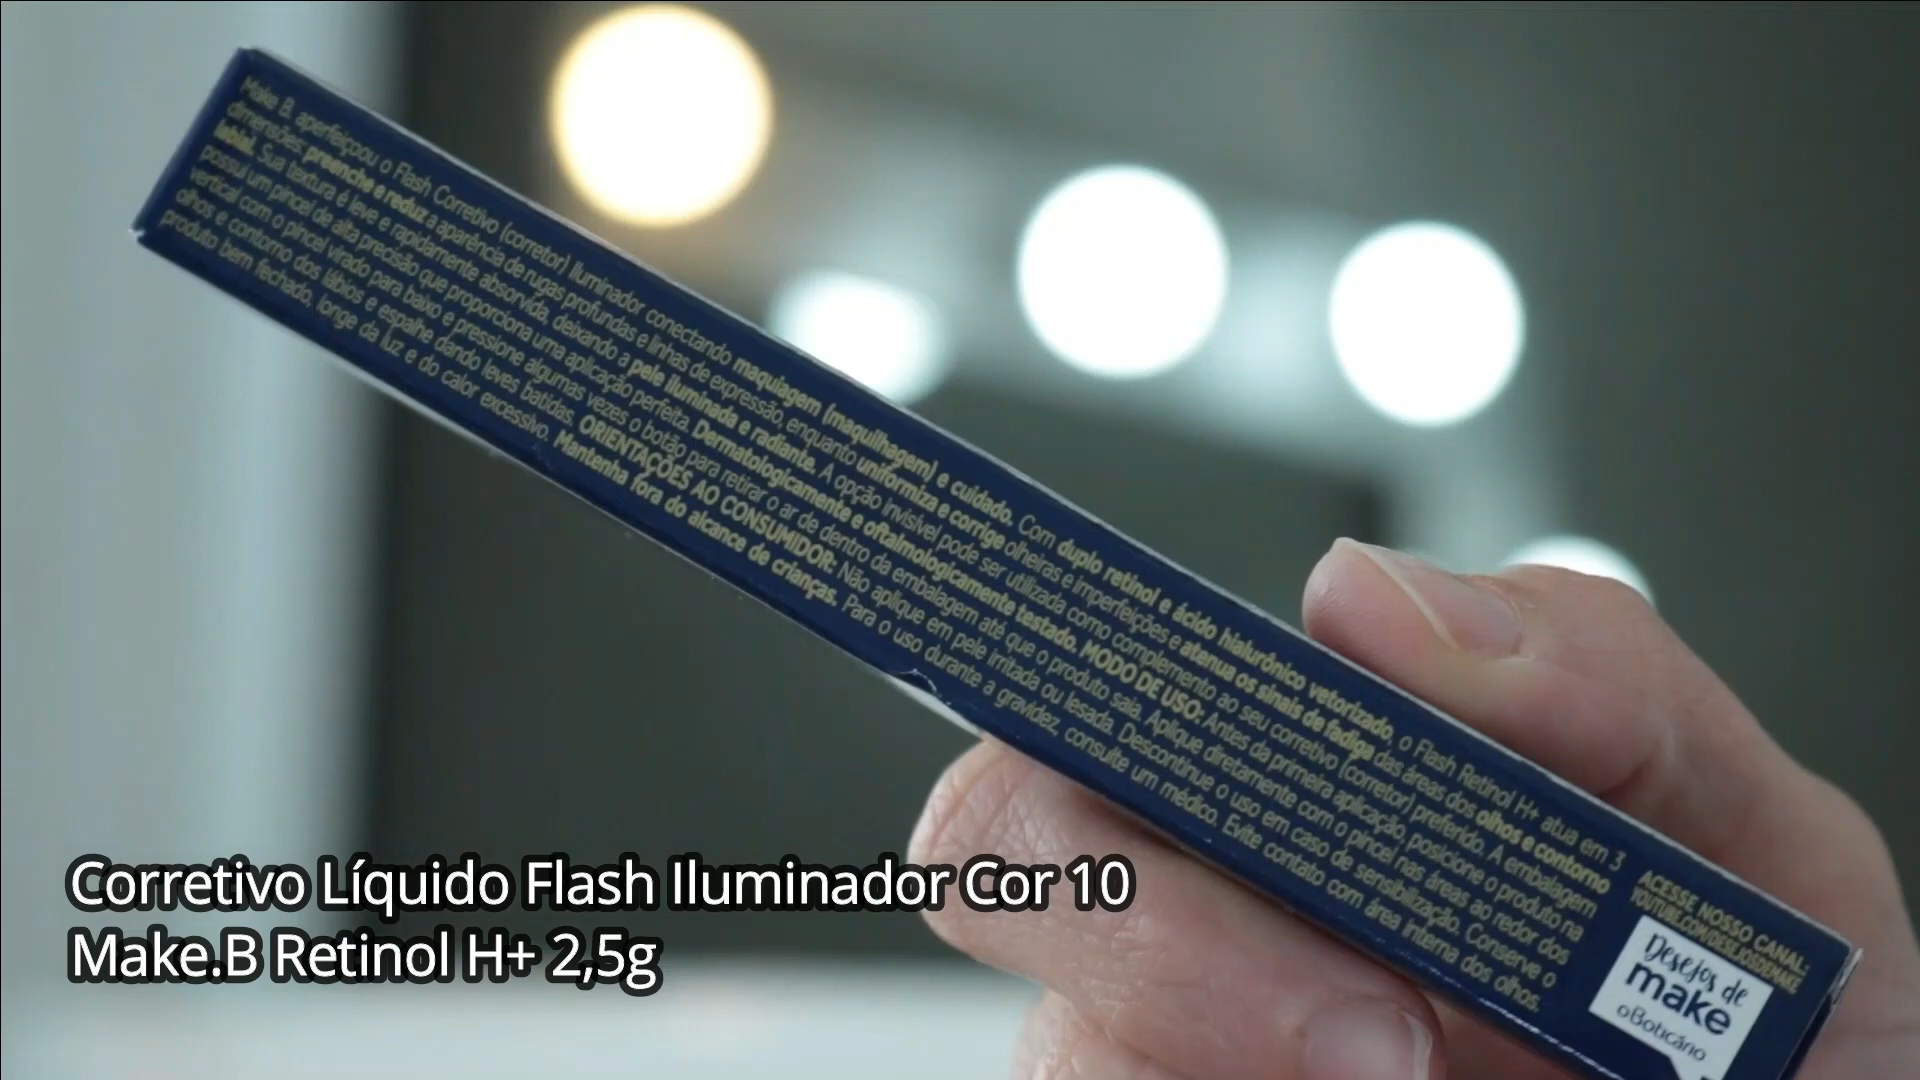 Make B. aperfeiçoou o Flash Corretivo (corretor) Iluminador conectando maquiagem (maquilhagem) e cuidado. Com duplo retinol e ácido hialurônico vetorizado, o Flash Retinol H+ atua em 3
dimensões: preenche e reduz a aparência de rugas profundas e linhas de expressão, enquanto uniformiza e corrige olheiras e imperfeições e atenua os sinais de fadiga das áreas dos olhos e contorno
labial. Sua textura é leve e rapidamente absorvida, deixando a pele iluminada e radiante. A opção invisível pode ser utilizada como complemento ao seu corretivo (corretor) preferido. A embalagem
possui um pincel de alta precisão que proporciona uma aplicação perfeita. Dermatologicamente e oftalmologicamente testado. MODO DE USO: Antes da primeira aplicação, posicione o produto na
vertical com o pincel virado para baixo e pressione algumas vezes o botão para retirar o ar de dentro da embalagem até que o produto saia. Aplique diretamente com o pincel nas áreas ao redor dos
olhos e contorno dos lábios e espalhe dando leves batidas. ORIENTAÇÕES AO CONSUMIDOR: Não aplique em pele irritada ou lesada. Descontinue o uso em caso de sensibilização. Conserve o
produto bem fechado, longe da luz e do calor excessivo. Mantenha fora do alcance de crianças. Para o uso durante a gravidez, consulte um médico. Evite contato com área interna dos olhos.
ACESSE NOSSO CANAL:
YOUTUBE.COM/DESEJOSDEMAKE
Desejos de
make
oBoticário
Corretivo Líquido Flash Iluminador Cor 10
Make.B Retinol H+ 2,5g